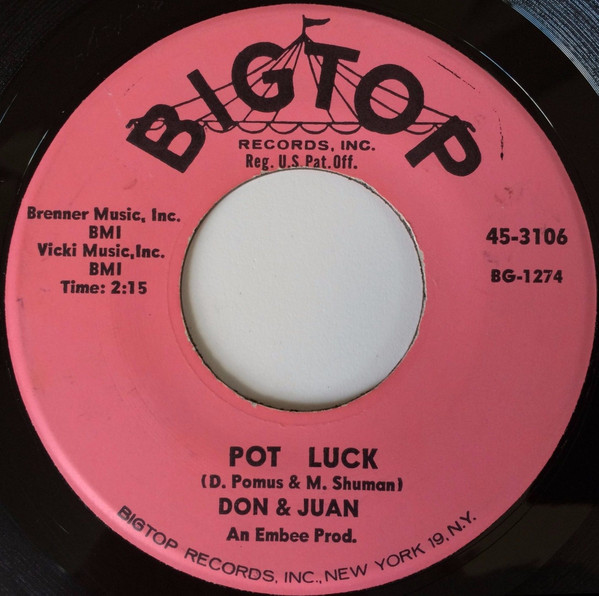 BIGTOP
RECORDS, INC.
Reg. U.S. Pat. Off.
Brenner Music, Inc.
BMI
Vicki Music, Inc.
BMI
Time: 2:15
45-3106
BG-1274
POT LUCK
(D. Pomus & M. Shuman)
DON & JUAN
An Embee Prod.
BIGTOP RECORDS, INC., NEW YORK 19, N.Y.